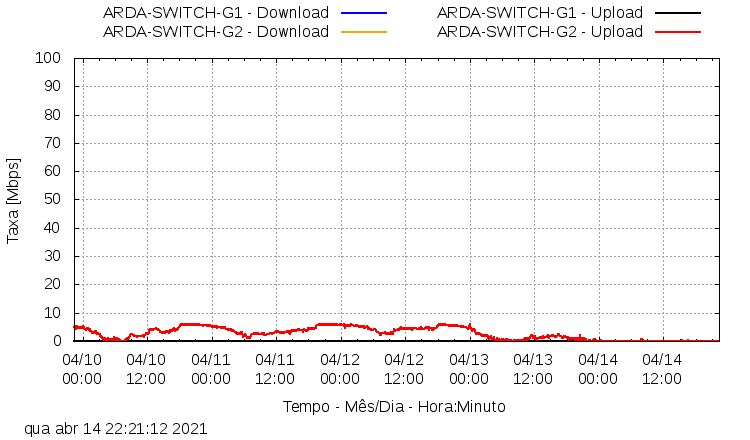 ARDA-SWITCH-G1 - Download ARDA-SWITCH-G1 - Upload
ARDA-SWITCH-G2 - Download ARDA-SWITCH-G2 - Upload
100
90
80
70
60
50
40
30
20
10
0
Taxa [Mbps]
04/10 04/10 04/11 04/11 04/12 04/12 04/13 04/13 04/14 04/14
00:00 12:00 00:00 12:00 00:00 12:00 00:00 12:00 00:00 12:00
Tempo - Mês/Dia - Hora:Minuto
qua abr 14 22:21:12 2021